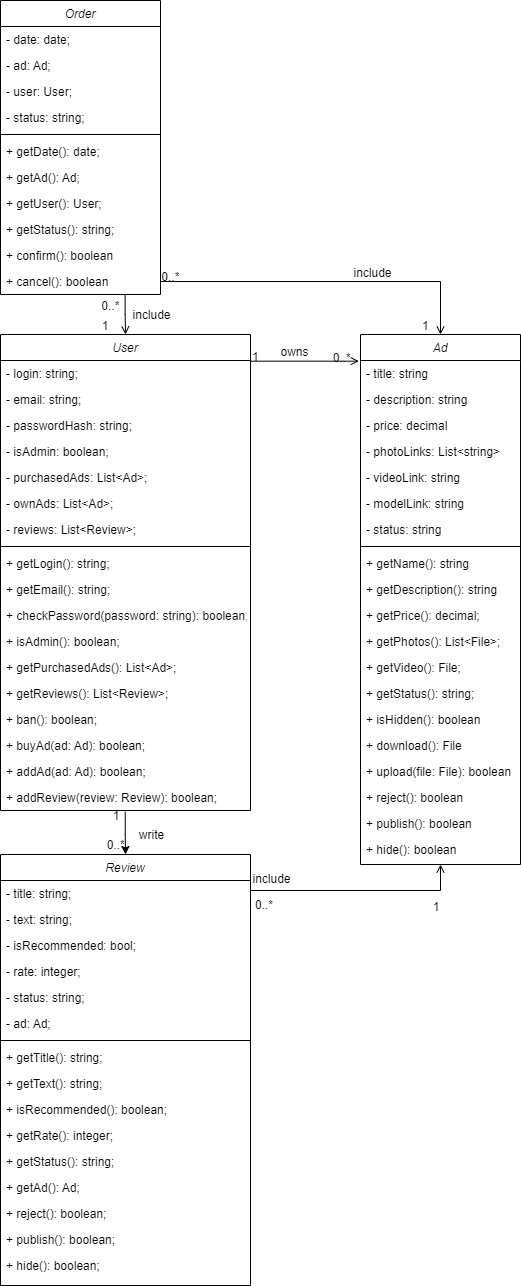 Order
- date: date;
- ad: Ad;
- user: User;
- status: string;
+ getDate(): date;
+ getAd(): Ad;
+ getUser(): User;
+ getStatus(): string;
+ confirm(): boolean
+ cancel(): boolean
0..*
include
0..*
1
include
1
User
- login: string;
- email: string;
- passwordHash: string;
- isAdmin: boolean;
- purchasedAds: List<Ad>;
- ownAds: List<Ad>;
- reviews: List<Review>;
+ getLogin(): string;
+ getEmail(): string;
+ checkPassword(password: string): boolean;
+ isAdmin(): boolean;
+ getPurchasedAds(): List<Ad>;
+ getReviews(): List<Review>;
+ ban(): boolean;
+ buyAd(ad: Ad): boolean;
+ addAd(ad: Ad): boolean;
+ addReview(review: Review): boolean;
1
owns
0..*
Ad
- title: string
- description: string
- price: decimal
- photoLinks: List<string>
- videoLink: string
- modelLink: string
- status: string
+ getName(): string
+ getDescription(): string
+ getPrice(): decimal;
+ getPhotos(): List<File>;
+ getVideo(): File;
+ getStatus(): string;
+ isHidden(): boolean
+ download(): File
+ upload(file: File): boolean
+ reject(): boolean
+ publish(): boolean
+ hide(): boolean
1
write
0..*
Review
- title: string;
- text: string;
- isRecommended: bool;
- rate: integer;
- status: string;
- ad: Ad;
+ getTitle(): string;
+ getText(): string;
+ isRecommended(): boolean;
+ getRate(): integer;
+ getStatus(): string;
+ getAd(): Ad;
+ reject(): boolean;
+ publish(): boolean;
+ hide(): boolean;
include
0..*
1